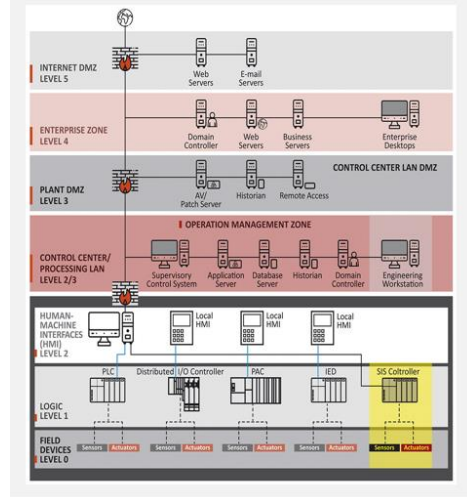 INTERNET DMZ
LEVEL 5
Web
Servers
E-mail
Servers
ENTERPRISE ZONE
LEVEL 4
Domain
Controller
Web
Servers
Business
Servers
Enterprise
Desktops
CONTROL CENTER LAN DMZ
PLANT DMZ
LEVEL 3
AV/
Patch Server
Historian
Remote Access
OPERATION MANAGEMENT ZONE
CONTROL CENTER/
PROCESSING LAN
LEVEL 2/3
Supervisory
Control System
Application
Server
Database
Server
Historian
Domain
Controller
Engineering
Workstation
HUMAN-
MACHINE
INTERFACES
(HMI)
LEVEL 2
Local
HMI
Local
HMI
Local
HMI
PLC
Distributed I/O Controller
PAC
IED
SIS Coltroller
LOGIC
LEVEL 1
FIELD
DEVICES
LEVEL 0
Sensors Actuators
Sensors Actuators
Sensors Actuators
Sensors Actuators
Sensors Actuators